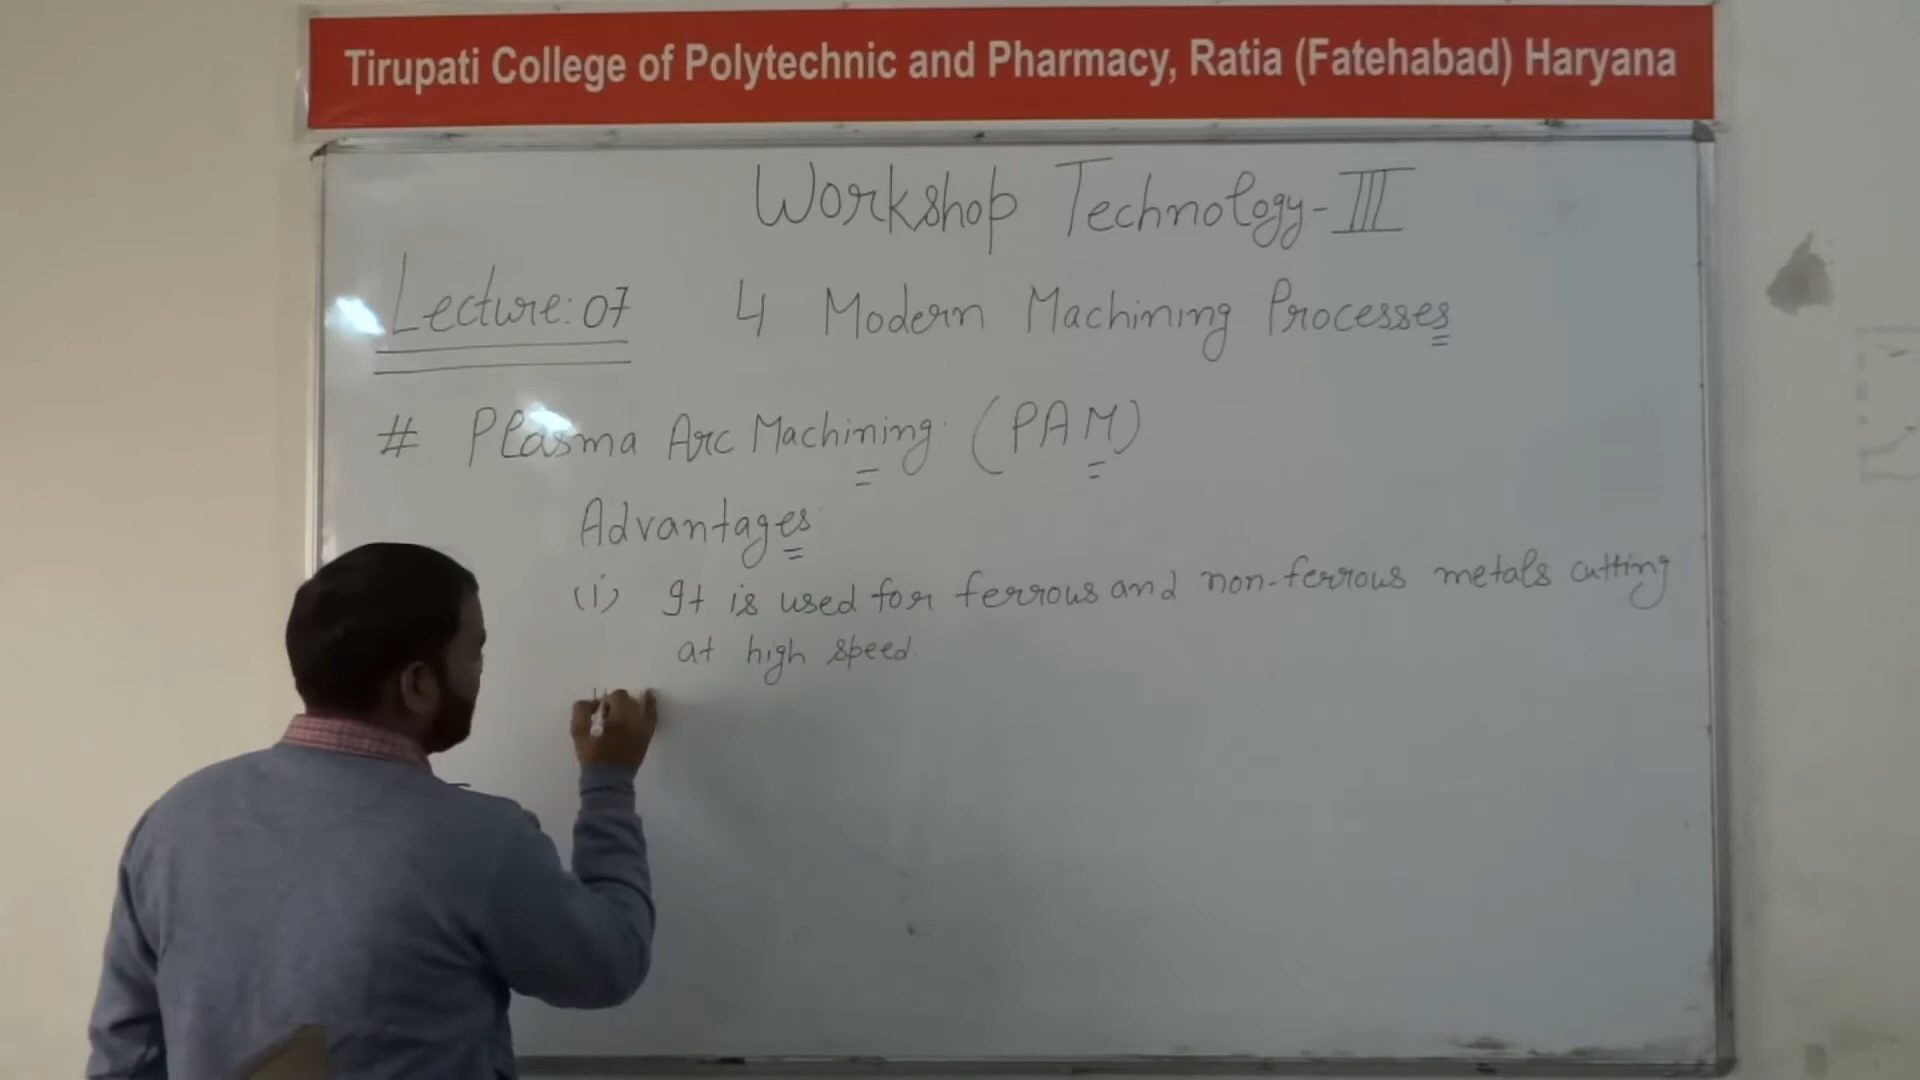 Tirupati College of Polytechnic and Pharmacy, Ratia (Fatehabad) Haryana
Workshop Technology-III
Lecture: 07 4 Modern Machining Processes
# Plasma Arc Machining: (PAM)
Advantages
(i) It is used for ferrous and non-ferrous metals cutting
at high speed